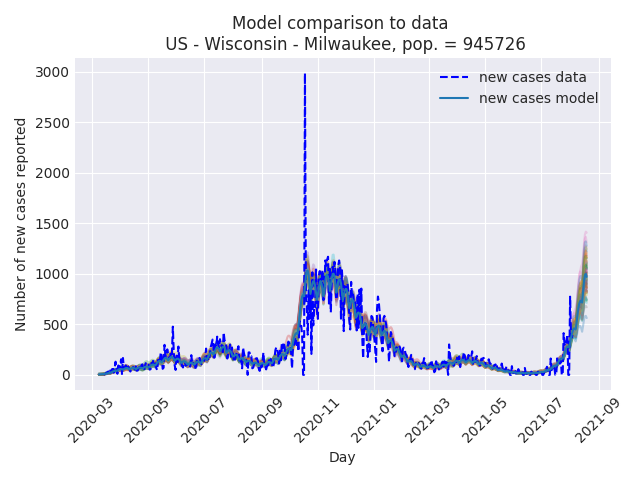 Model comparison to data
US - Wisconsin - Milwaukee, pop. = 945726
new cases data
new cases model
Number of new cases reported
3000
2500
2000
1500
1000
500
0
2020-03
2020-05
2020-07
2020-09
2020-11
2021-01
2021-03
2021-05
2021-07
2021-09
Day